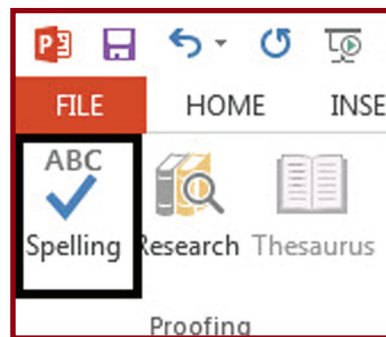 P
FILE HOME INSE
ABC
Spelling Research Thesaurus
Proofing